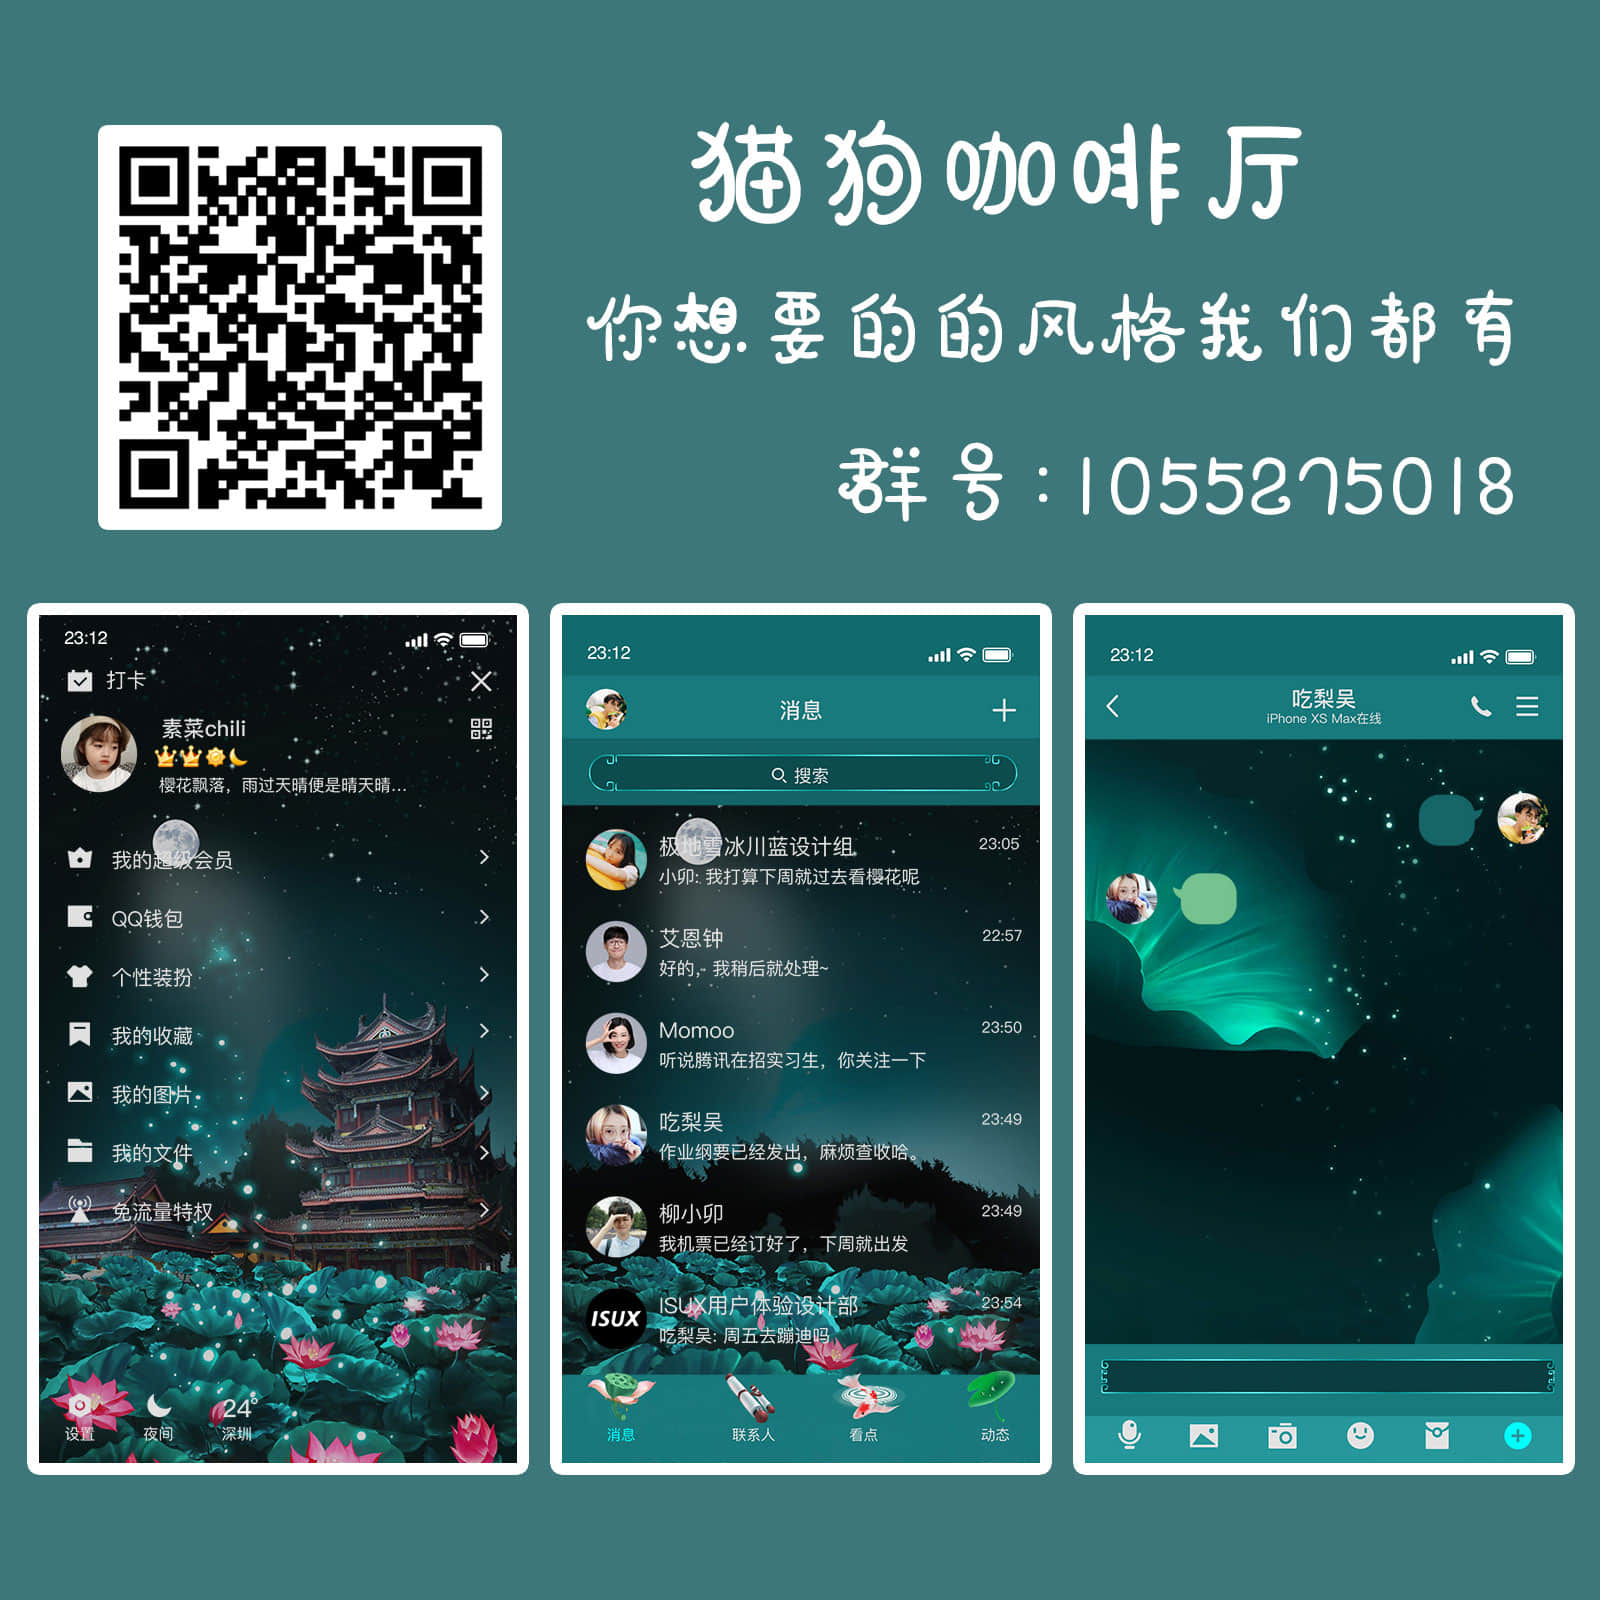 猫狗咖啡厅
你想要的的风格我们都有
群号:1055275018
23:12
打卡
素菜chili
樱花飘落，雨过天晴便是晴天晴...
我的超级会员
QQ钱包
个性装扮
我的收藏
我的图片
我的文件
免流量特权
24°
设置 夜间 深圳
23:12
消息
搜索
极地雪冰川蓝设计组 23:05
小卯: 我打算下周就过去看樱花呢
艾恩钟 22:57
好的，我稍后就处理~
Momoo 23:50
听说腾讯在招实习生，你关注一下
吃梨吴 23:49
作业纲要已经发出，麻烦查收哈。
柳小卯 23:49
我机票已经订好了，下周就出发
ISUX
ISUX用户体验设计部 23:54
吃梨吴: 周五去蹦迪吗
消息 联系人 看点 动态
23:12
吃梨吴
iPhone XS Max在线